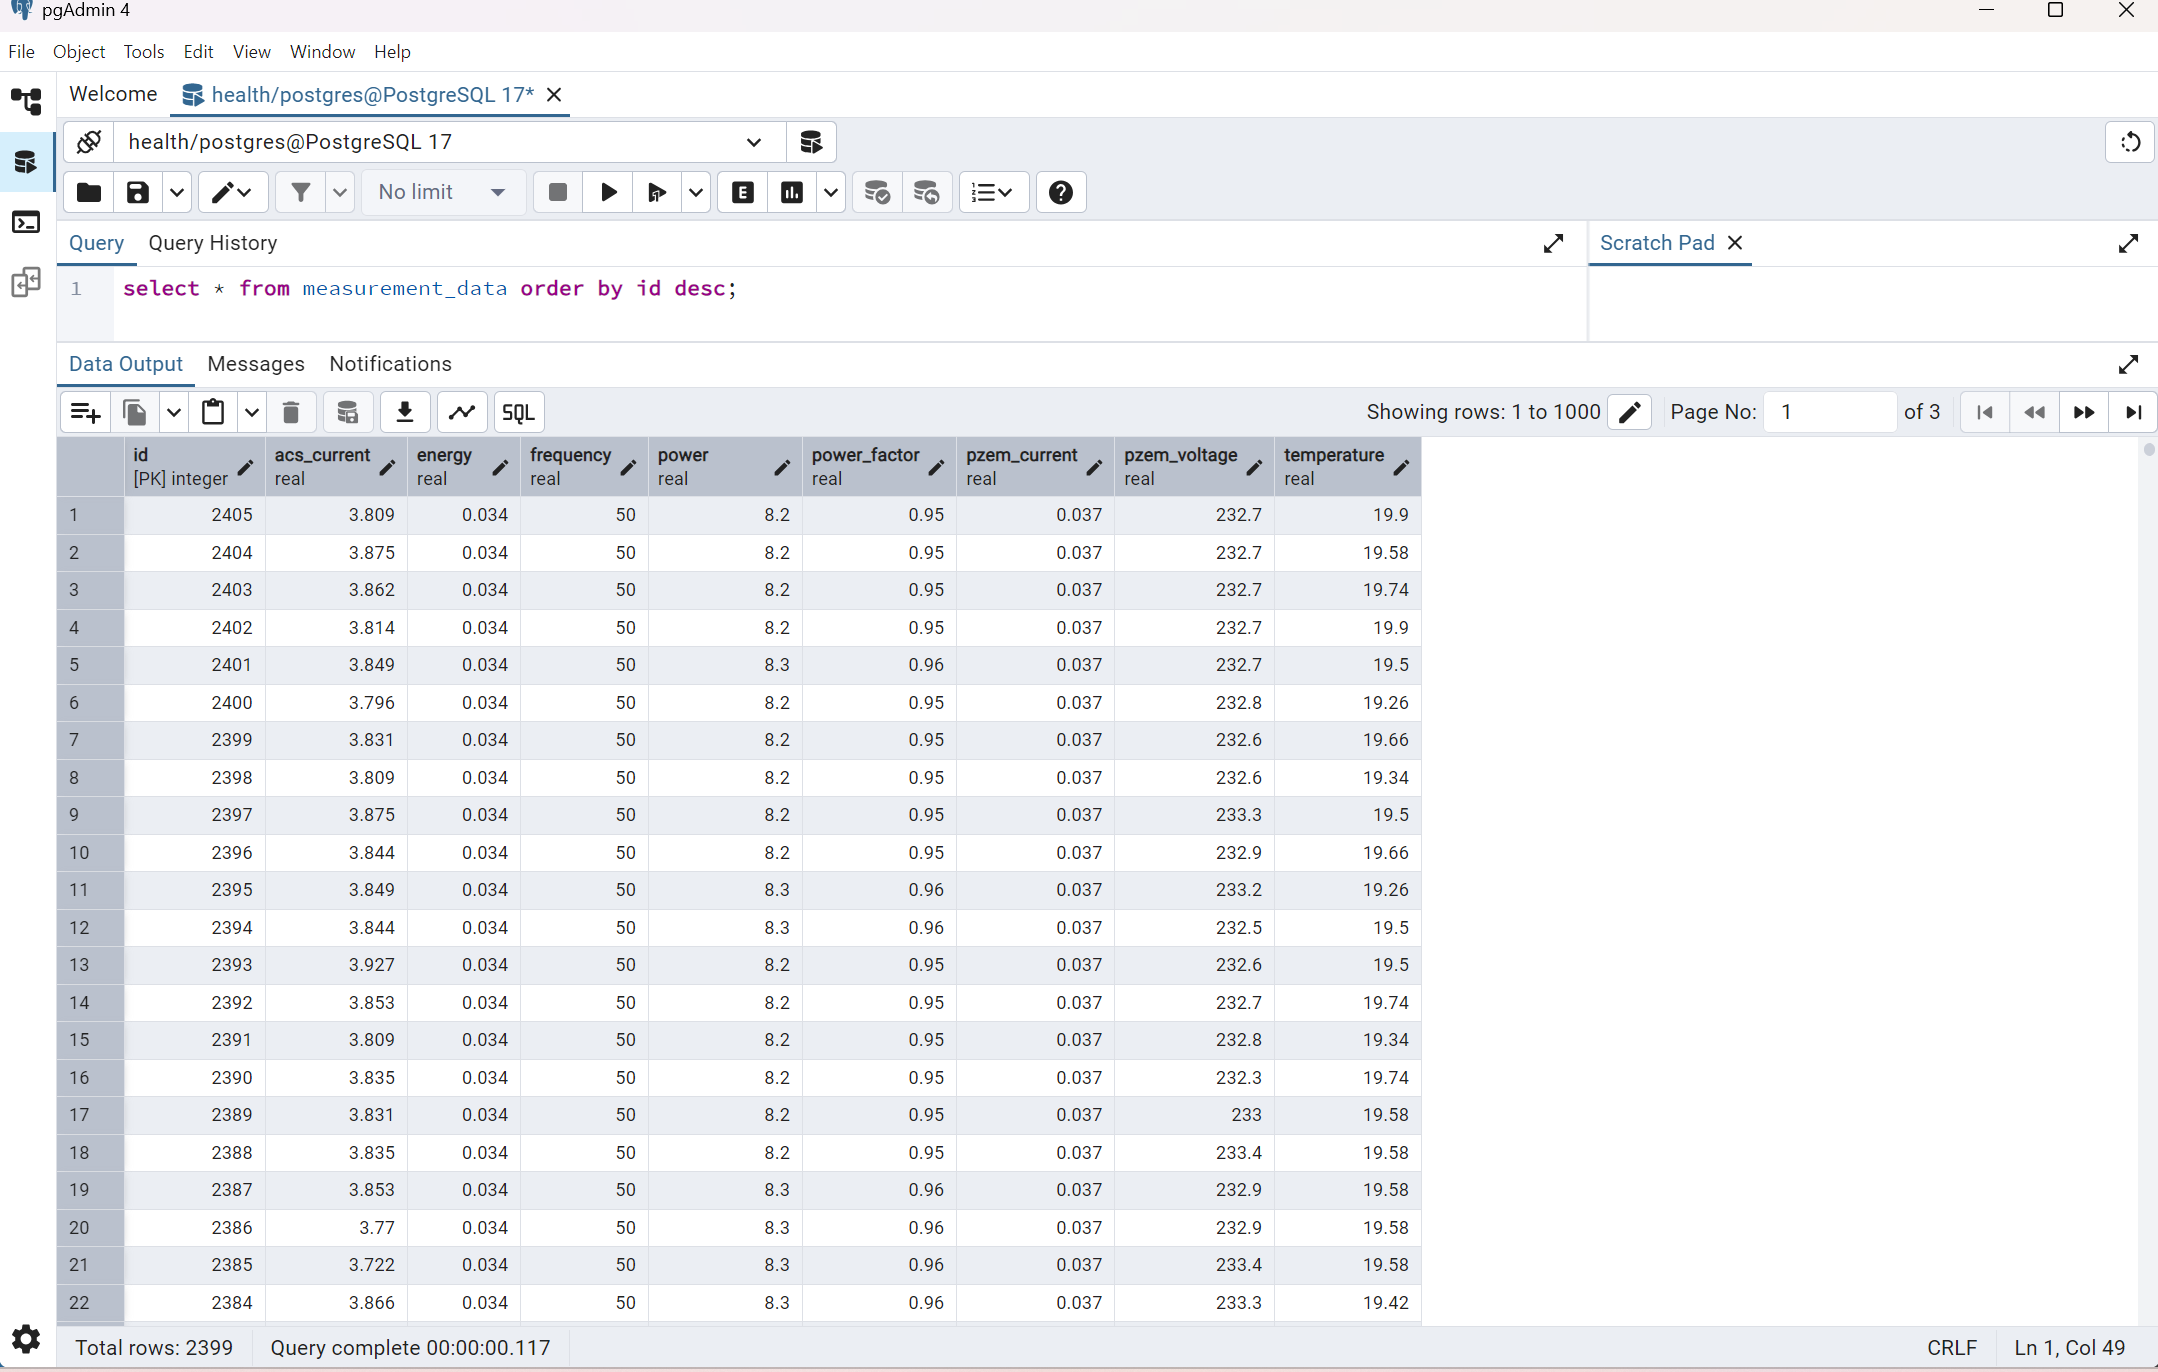 pgAdmin 4
File Object Tools Edit View Window Help
Welcome health/postgres@PostgreSQL 17*
health/postgres@PostgreSQL 17
No limit
E
Query Query History Scratch Pad
1 select * from measurement_data order by id desc;
Data Output Messages Notifications
SQL Showing rows: 1 to 1000 Page No: 1 of 3
id acs_current energy frequency power power_factor pzem_current pzem_voltage temperature
[PK] integer real real real real real real real real
1 2405 3.809 0.034 50 8.2 0.95 0.037 232.7 19.9
2 2404 3.875 0.034 50 8.2 0.95 0.037 232.7 19.58
3 2403 3.862 0.034 50 8.2 0.95 0.037 232.7 19.74
4 2402 3.814 0.034 50 8.2 0.95 0.037 232.7 19.9
5 2401 3.849 0.034 50 8.3 0.96 0.037 232.7 19.5
6 2400 3.796 0.034 50 8.2 0.95 0.037 232.8 19.26
7 2399 3.831 0.034 50 8.2 0.95 0.037 232.6 19.66
8 2398 3.809 0.034 50 8.2 0.95 0.037 232.6 19.34
9 2397 3.875 0.034 50 8.2 0.95 0.037 233.3 19.5
10 2396 3.844 0.034 50 8.2 0.95 0.037 232.9 19.66
11 2395 3.849 0.034 50 8.3 0.96 0.037 233.2 19.26
12 2394 3.844 0.034 50 8.3 0.96 0.037 232.5 19.5
13 2393 3.927 0.034 50 8.2 0.95 0.037 232.6 19.5
14 2392 3.853 0.034 50 8.2 0.95 0.037 232.7 19.74
15 2391 3.809 0.034 50 8.2 0.95 0.037 232.8 19.34
16 2390 3.835 0.034 50 8.2 0.95 0.037 232.3 19.74
17 2389 3.831 0.034 50 8.2 0.95 0.037 233 19.58
18 2388 3.835 0.034 50 8.2 0.95 0.037 233.4 19.58
19 2387 3.853 0.034 50 8.3 0.96 0.037 232.9 19.58
20 2386 3.77 0.034 50 8.3 0.96 0.037 232.9 19.58
21 2385 3.722 0.034 50 8.3 0.96 0.037 233.4 19.58
22 2384 3.866 0.034 50 8.3 0.96 0.037 233.3 19.42
Total rows: 2399 Query complete 00:00:00.117 CRLF Ln 1, Col 49